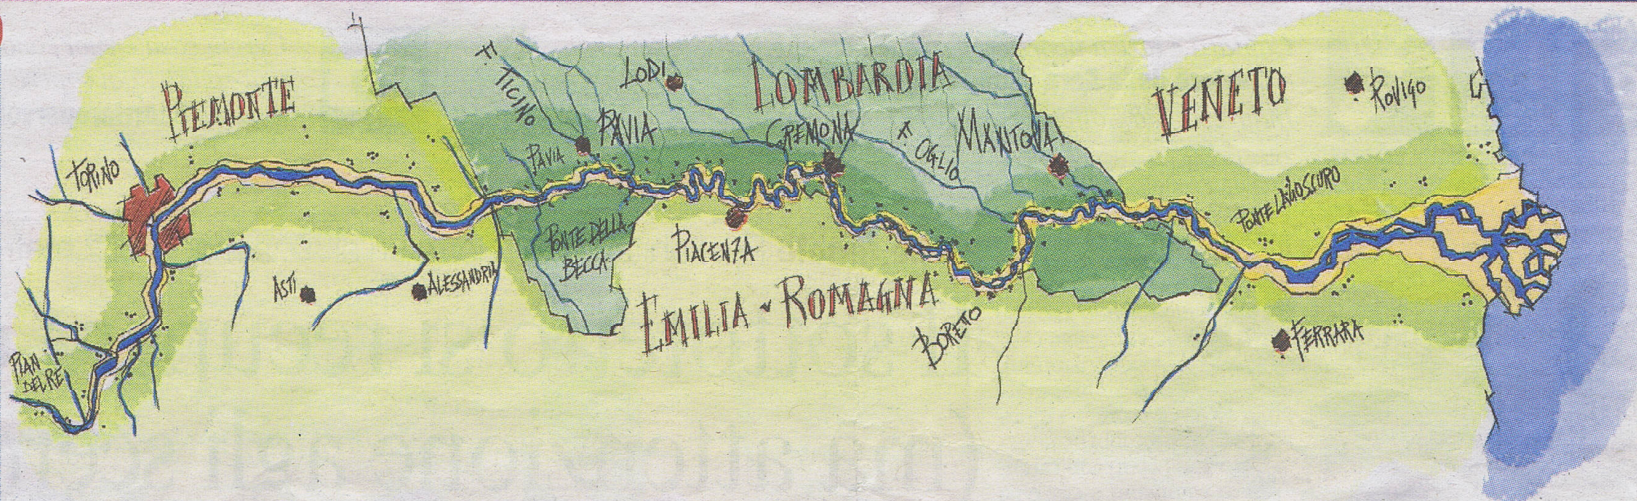 PIEMONTE
TORINO
PIAN
DEL RE
ASTI
ALESSANDRIA
F. TICINO
PAVIA
PAVIA
LODI
LOMBARDIA
CREMONA
F. OGLIO
MANTOVA
PONTE DELLA
BECCA
PIACENZA
EMILIA - ROMAGNA
BORETO
VENETO
ROVIGO
PONTELAGOSCURO
FERRARA